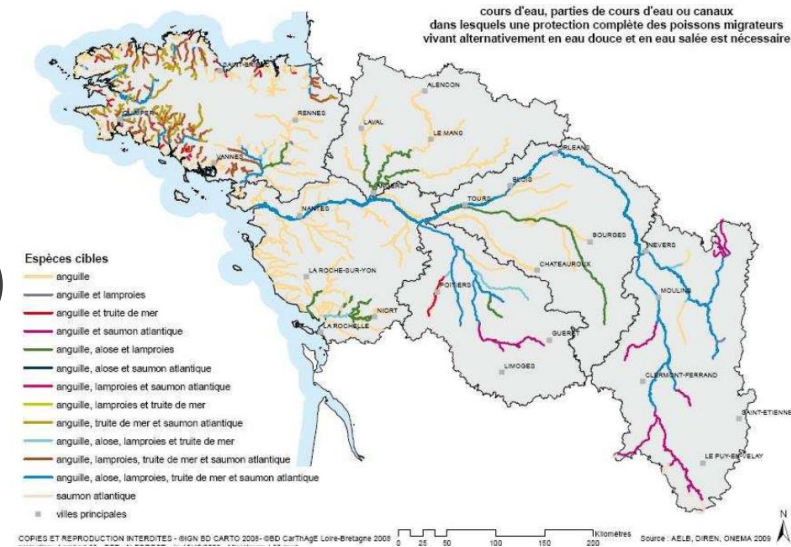 cours d'eau, parties de cours d'eau ou canaux
dans lesquels une protection complète des poissons migrateurs
vivant alternativement en eau douce et en eau salée est nécessaire
ALENCON
RENNES
LAVAL
LE MANS
VANNES
ORLEANS
BLOIS
ANGERS
TOURS
NANTES
BOURGES
NEVERS
LA ROCHE-SUR-YON
CHATEAUROUX
POITIERS
MOULINS
NIORT
LA ROCHELLE
GUERET
LIMOGES
CLERMONT-FERRAND
SAINT-ETIENNE
LE PUY-EN-VELAY
Espèces cibles
anguille
anguille et lamproies
anguille et truite de mer
anguille et saumon atlantique
anguille, alose et lamproies
anguille, alose et saumon atlantique
anguille, lamproies et saumon atlantique
anguille, lamproies et truite de mer
anguille, truite de mer et saumon atlantique
anguille, alose, lamproies et truite de mer
anguille, lamproies, truite de mer et saumon atlantique
anguille, alose, lamproies, truite de mer et saumon atlantique
saumon atlantique
villes principales
N
COPIES ET REPRODUCTION INTERDITES - ©IGN BD CARTO 2008- ©BD CarThAgE Loire-Bretagne 2008
Kilomètres
0 25 50 100 150 200
Source : AELB, DIREN, ONEMA 2009